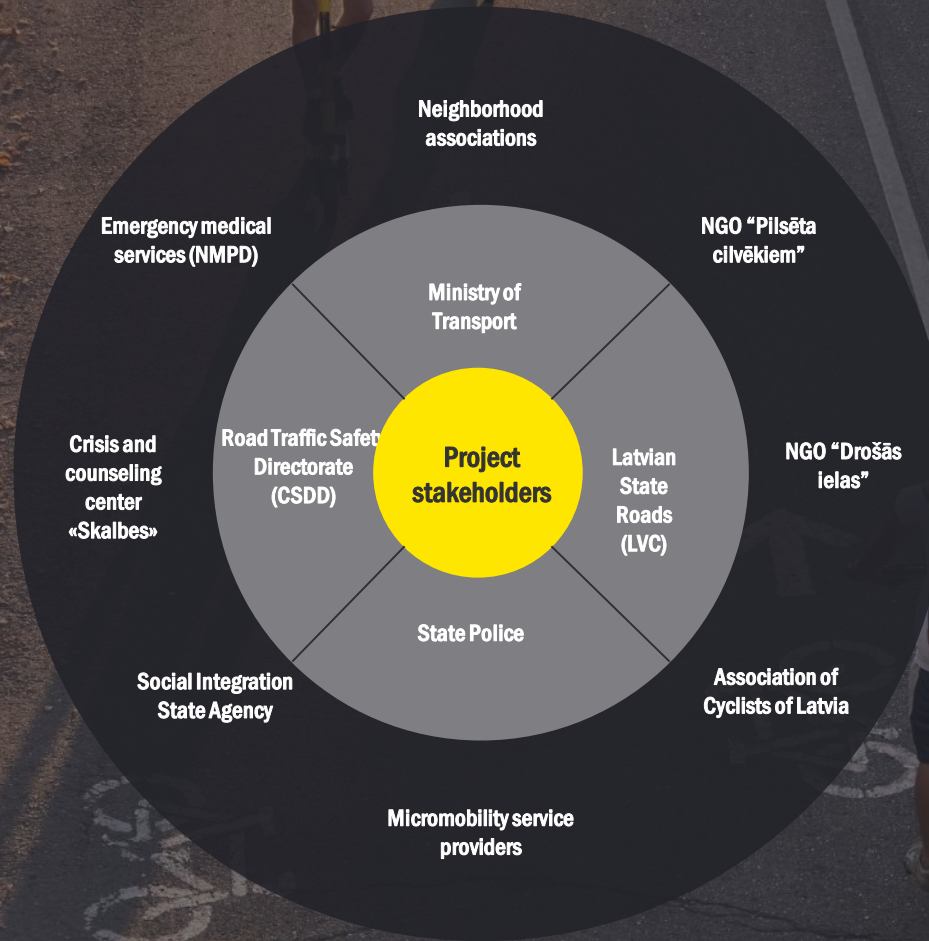 Neighborhood
associations
Emergency medical
services (NMPD)
NGO “Pilsēta
cilvēkiem”
Ministry of
Transport
Road Traffic Safet
Directorate
(CSDD)
Project
stakeholders
Latvian
State
Roads
(LVC)
Crisis and
counseling
center
«Skalbes»
NGO “Drošās
ielas”
State Police
Social Integration
State Agency
Association of
Cyclists of Latvia
Micromobility service
providers